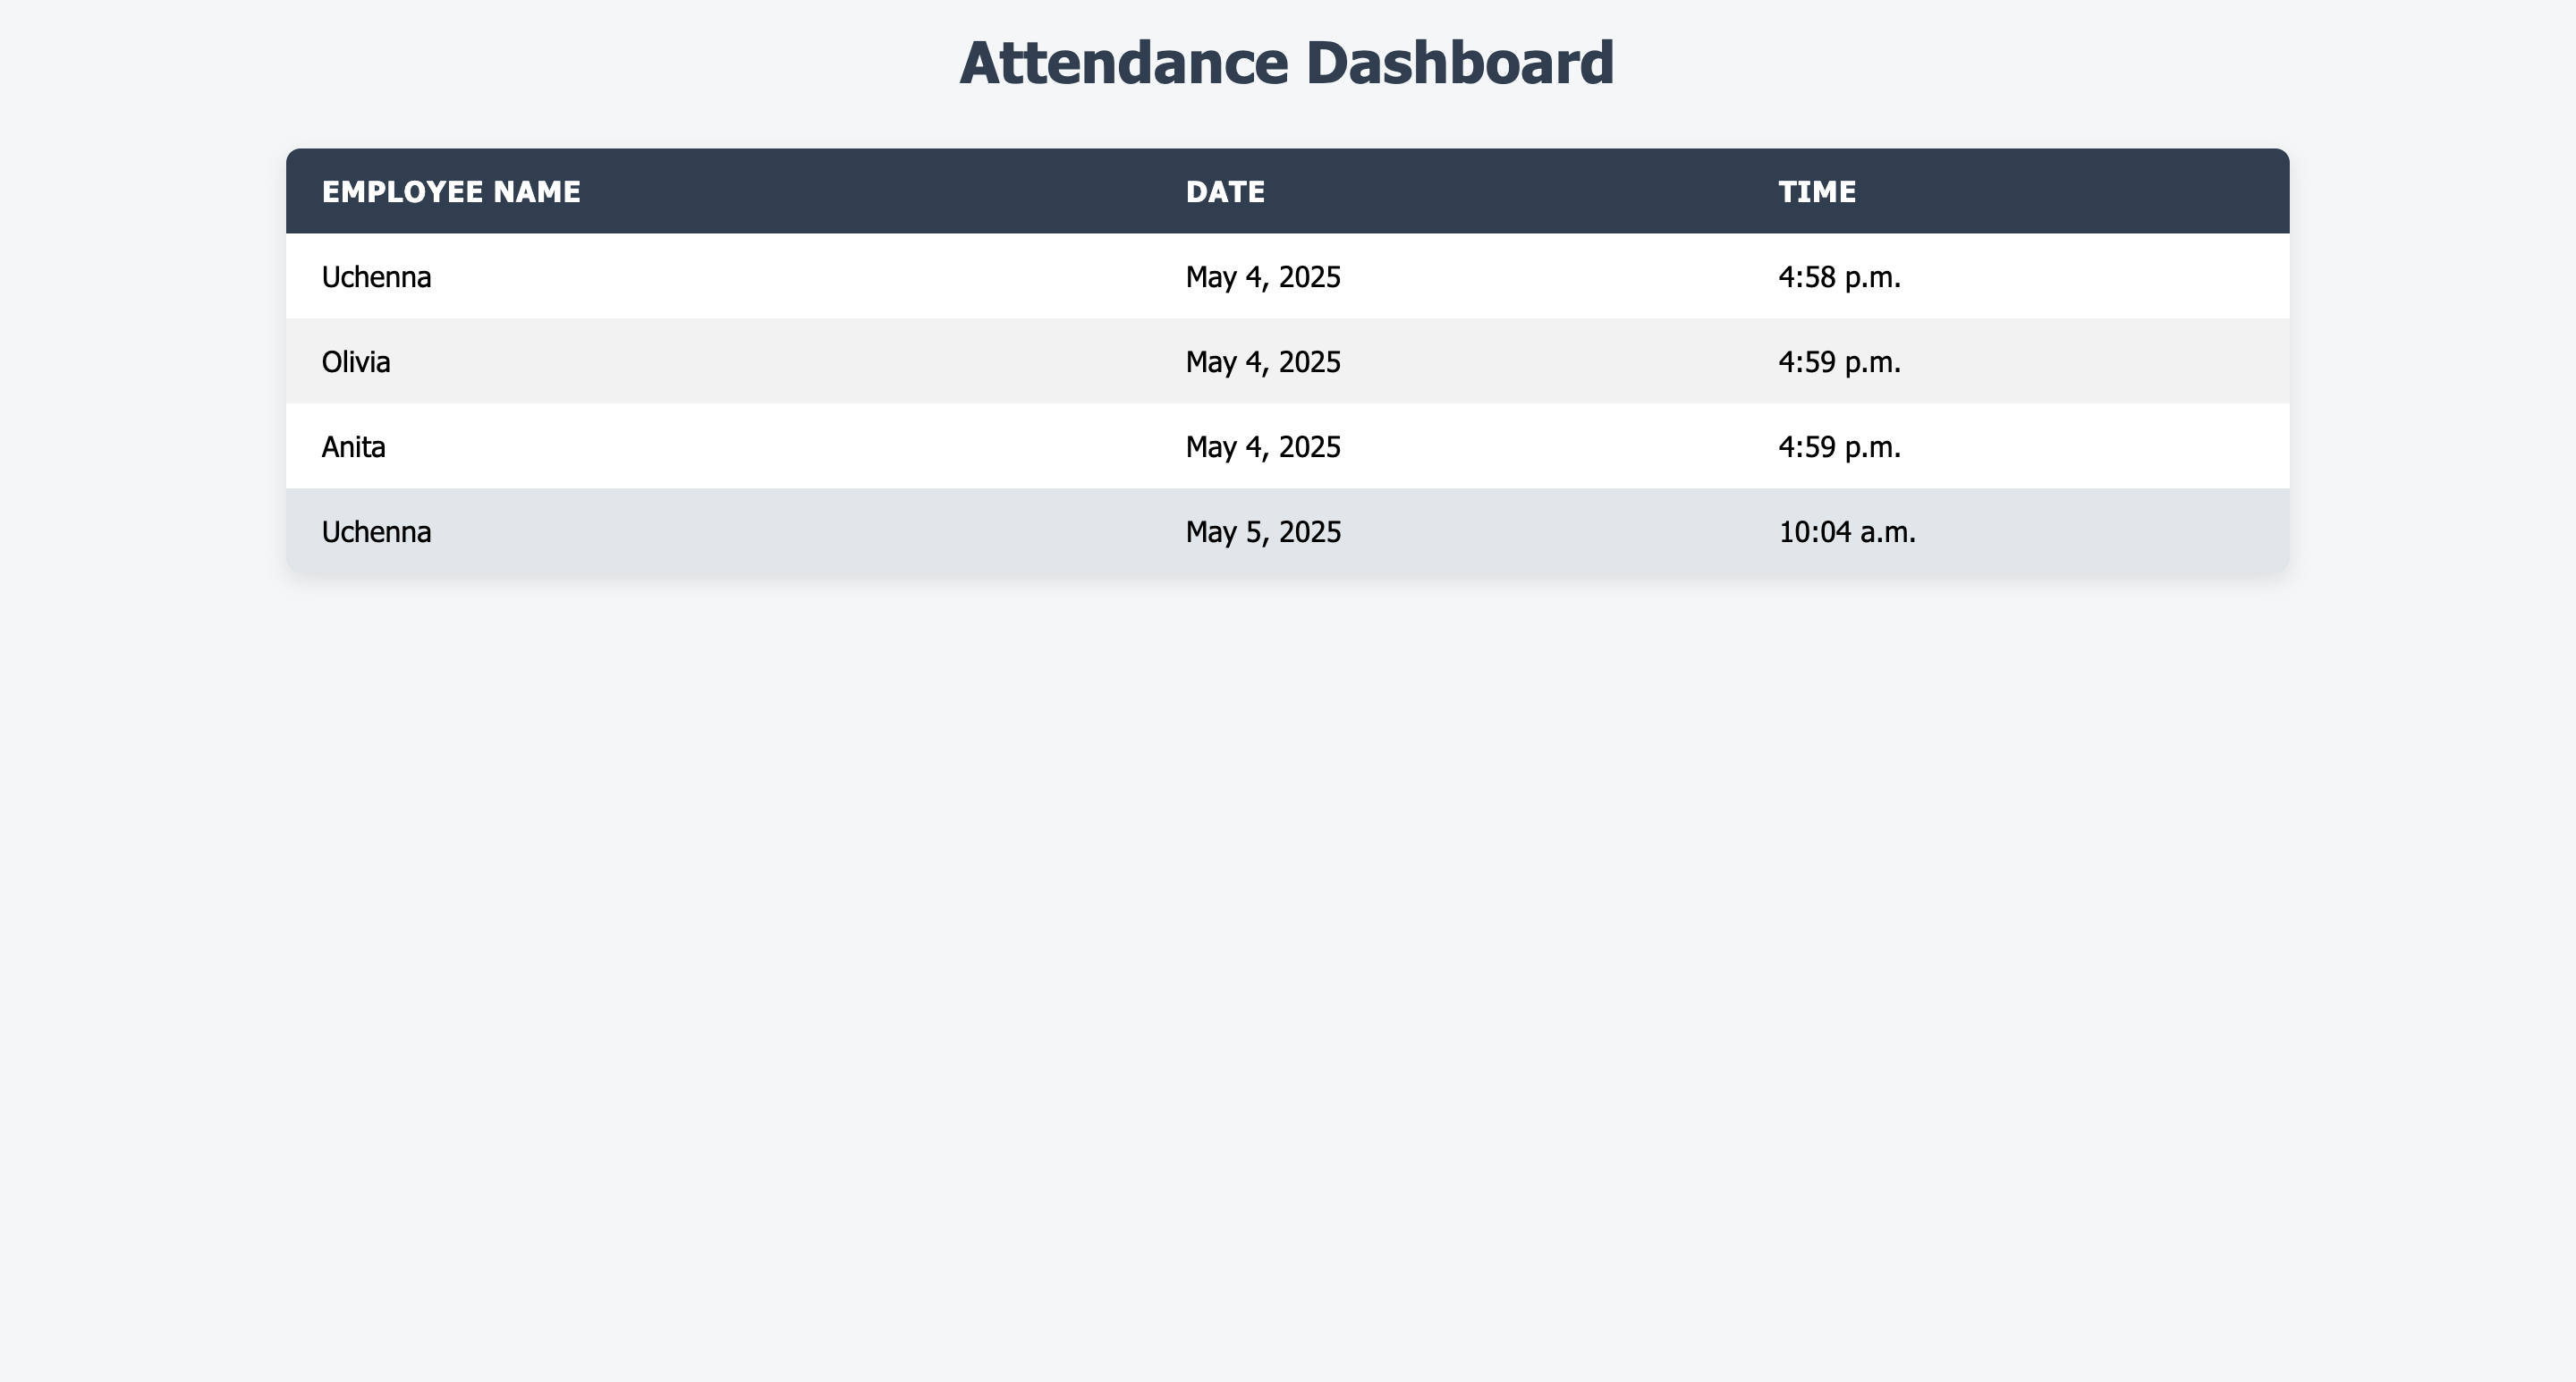 Attendance Dashboard
EMPLOYEE NAME DATE TIME
Uchenna May 4, 2025 4:58 p.m.
Olivia May 4, 2025 4:59 p.m.
Anita May 4, 2025 4:59 p.m.
Uchenna May 5, 2025 10:04 a.m.